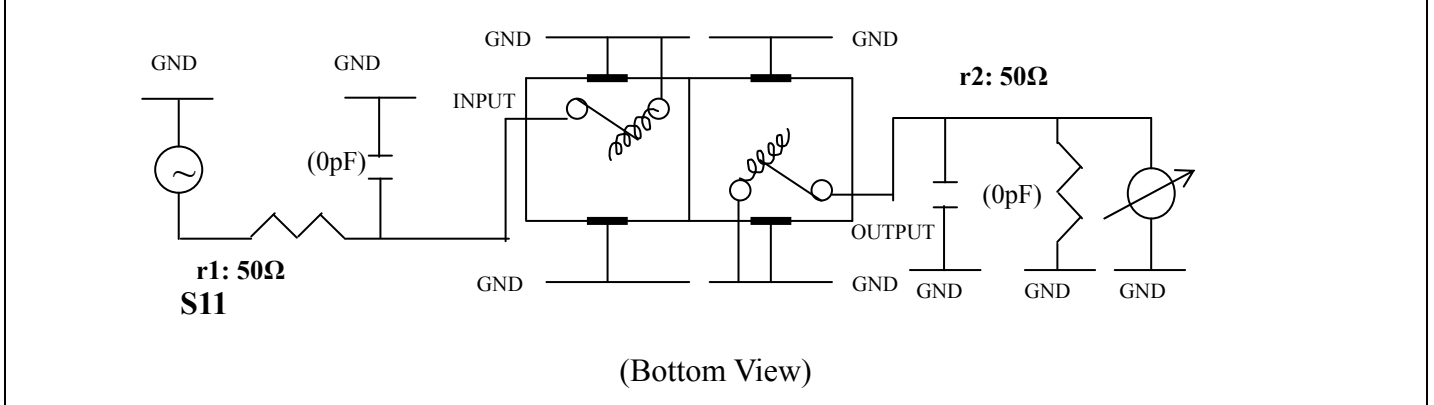 GND
GND
GND
GND
r2: 50Ω
INPUT
(0pF)
~
(0pF)
OUTPUT
r1: 50Ω
GND
GND
GND
GND
GND
S11
(Bottom View)